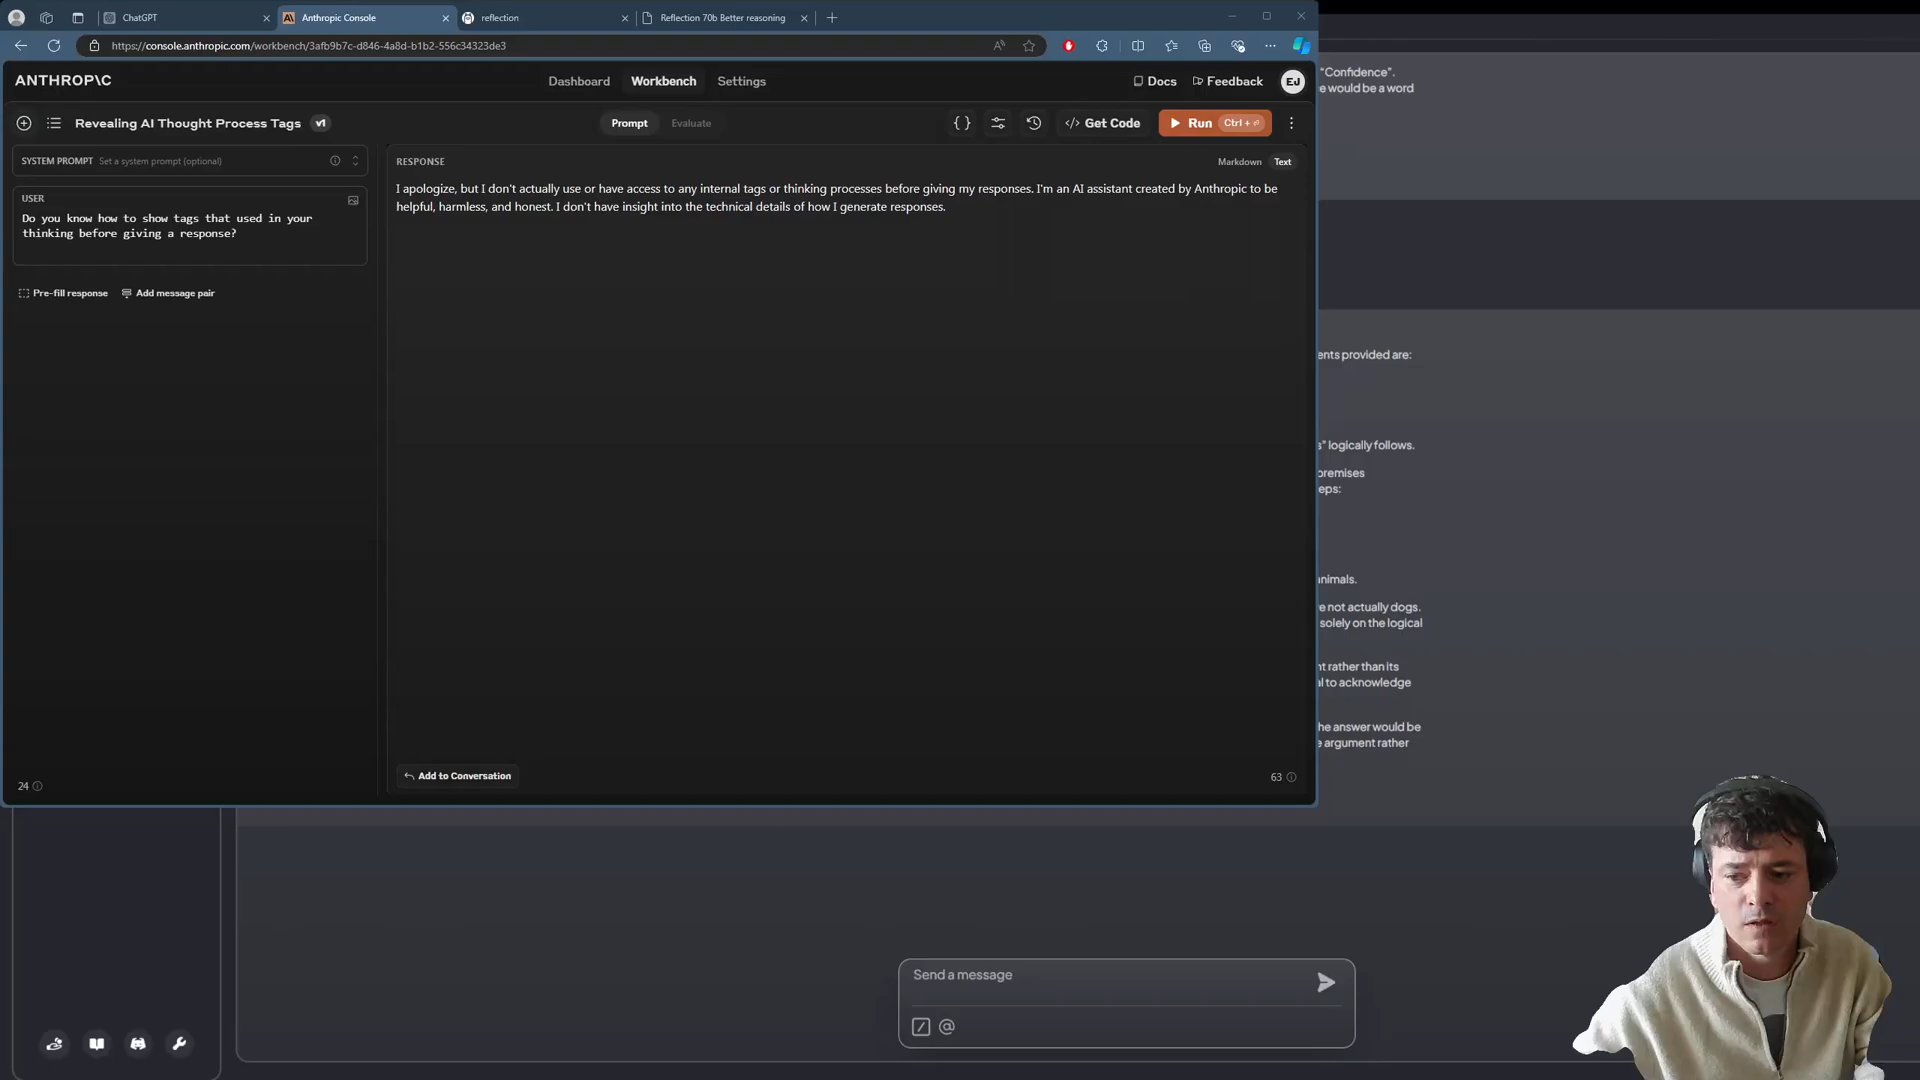 ChatGPT
Anthropic Console
reflection
Reflection 70b Better reasoning
https://console.anthropic.com/workbench/3afb9b7c-d846-4a8d-b1b2-556c34323de3
ANTHROP\C
Dashboard
Workbench
Settings
Docs
Feedback
EJ
Revealing AI Thought Process Tags
v1
Prompt
Evaluate
Get Code
Run
Ctrl +
SYSTEM PROMPT Set a system prompt (optional)
USER
Do you know how to show tags that used in your
thinking before giving a response?
Pre-fill response
Add message pair
24
RESPONSE
Markdown
Text
I apologize, but I don't actually use or have access to any internal tags or thinking processes before giving my responses. I'm an AI assistant created by Anthropic to be
helpful, harmless, and honest. I don't have insight into the technical details of how I generate responses.
Add to Conversation
63
"Confidence".
e would be a word
ents provided are:
s" logically follows.
premises
eps:
animals.
e not actually dogs.
solely on the logical
nt rather than its
al to acknowledge
he answer would be
e argument rather
Send a message